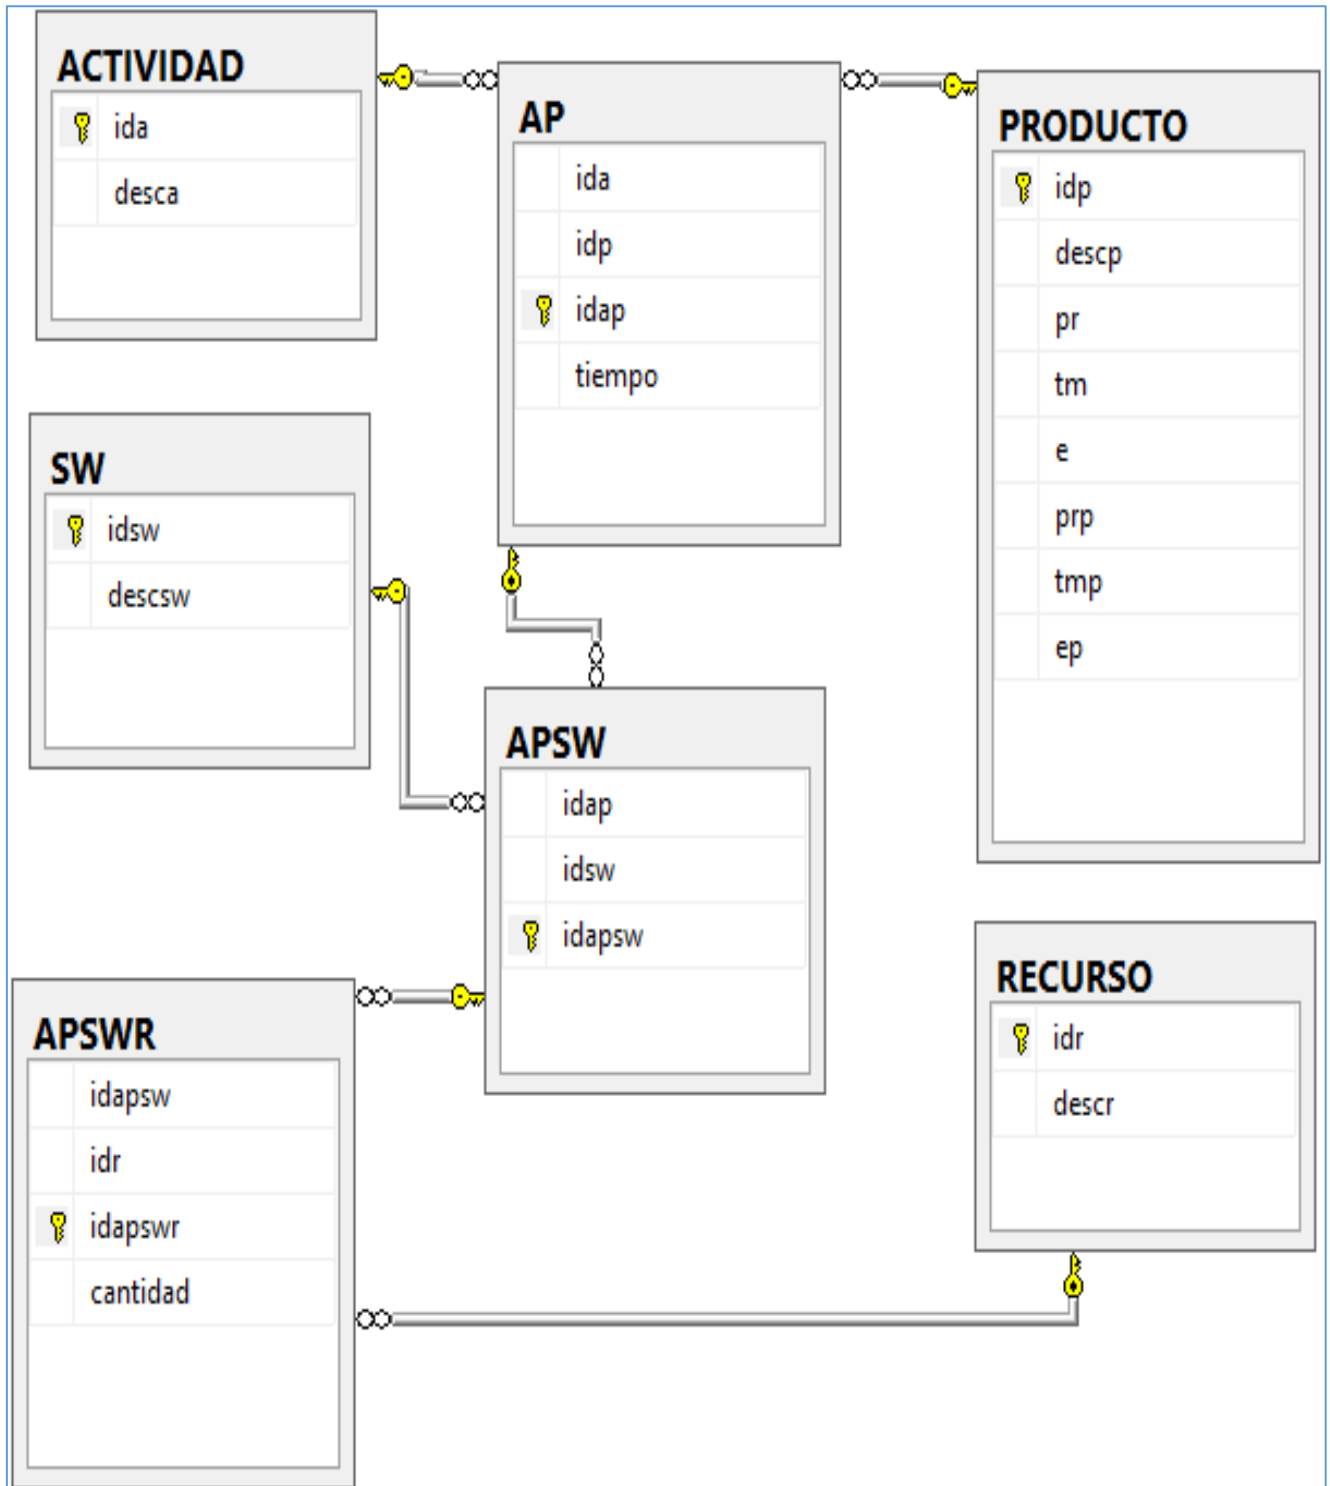 ACTIVIDAD
ida
desca
AP
ida
idp
idap
tiempo
PRODUCTO
idp
descp
pr
tm
e
prp
tmp
ep
SW
idsw
descsw
APSW
idap
idsw
idapsw
APSWR
idapsw
idr
idapswr
cantidad
RECURSO
idr
descr